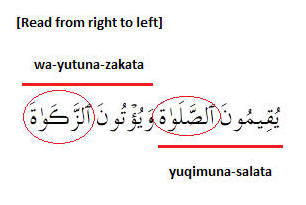 [Read from right to left]
wa-yutuna-zakata
يُقِيمُونَ ٱلصَّلَوٰةَ وَيُؤْتُونَ ٱلزَّكَوٰةَ
yuqimuna-salata